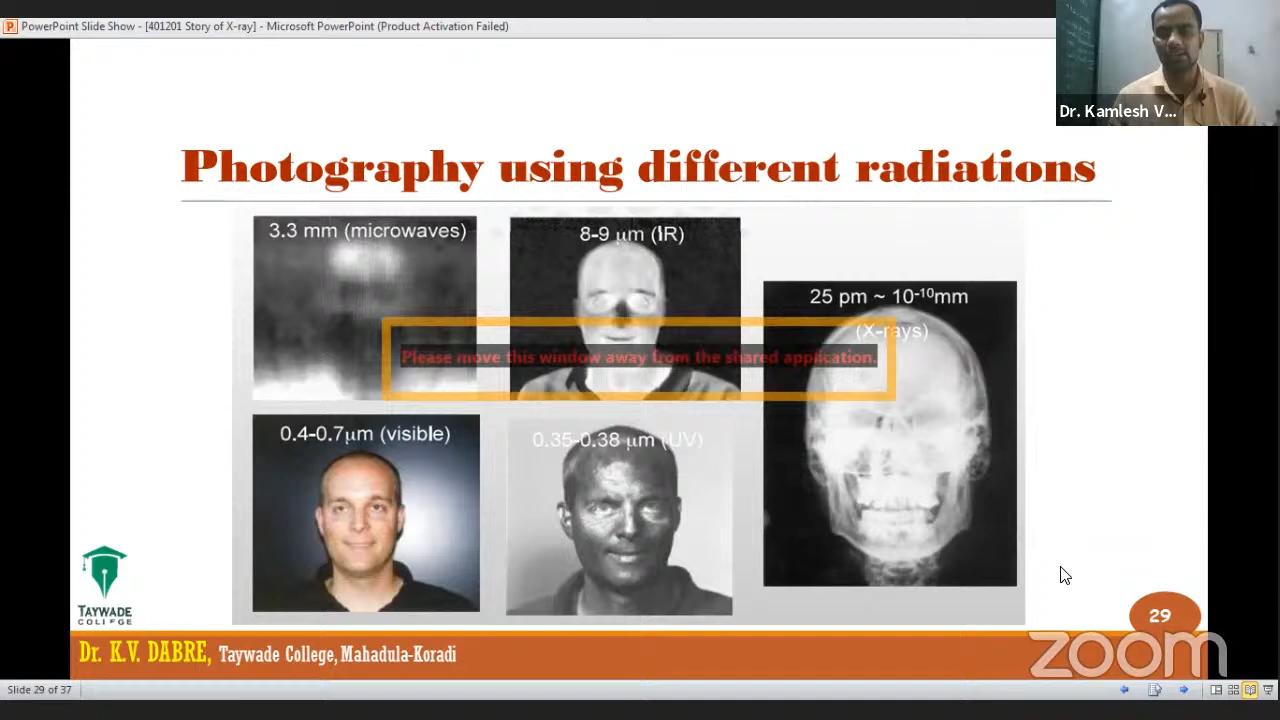 PowerPoint Slide Show - [401201 Story of X-ray] - Microsoft PowerPoint (Product Activation Failed)
Dr. Kamlesh V...
Photography using different radiations
3.3 mm (microwaves)
8-9 μm (IR)
25 pm ~ 10-10mm
(X-rays)
Please move this window away from the shared application.
0.4-0.7μm (visible)
0.35-0.38 μm (UV)
TAYWADE
COLLEGE
29
Dr. K.V. DABRE, Taywade College, Mahadula-Koradi
zoom
Slide 29 of 37